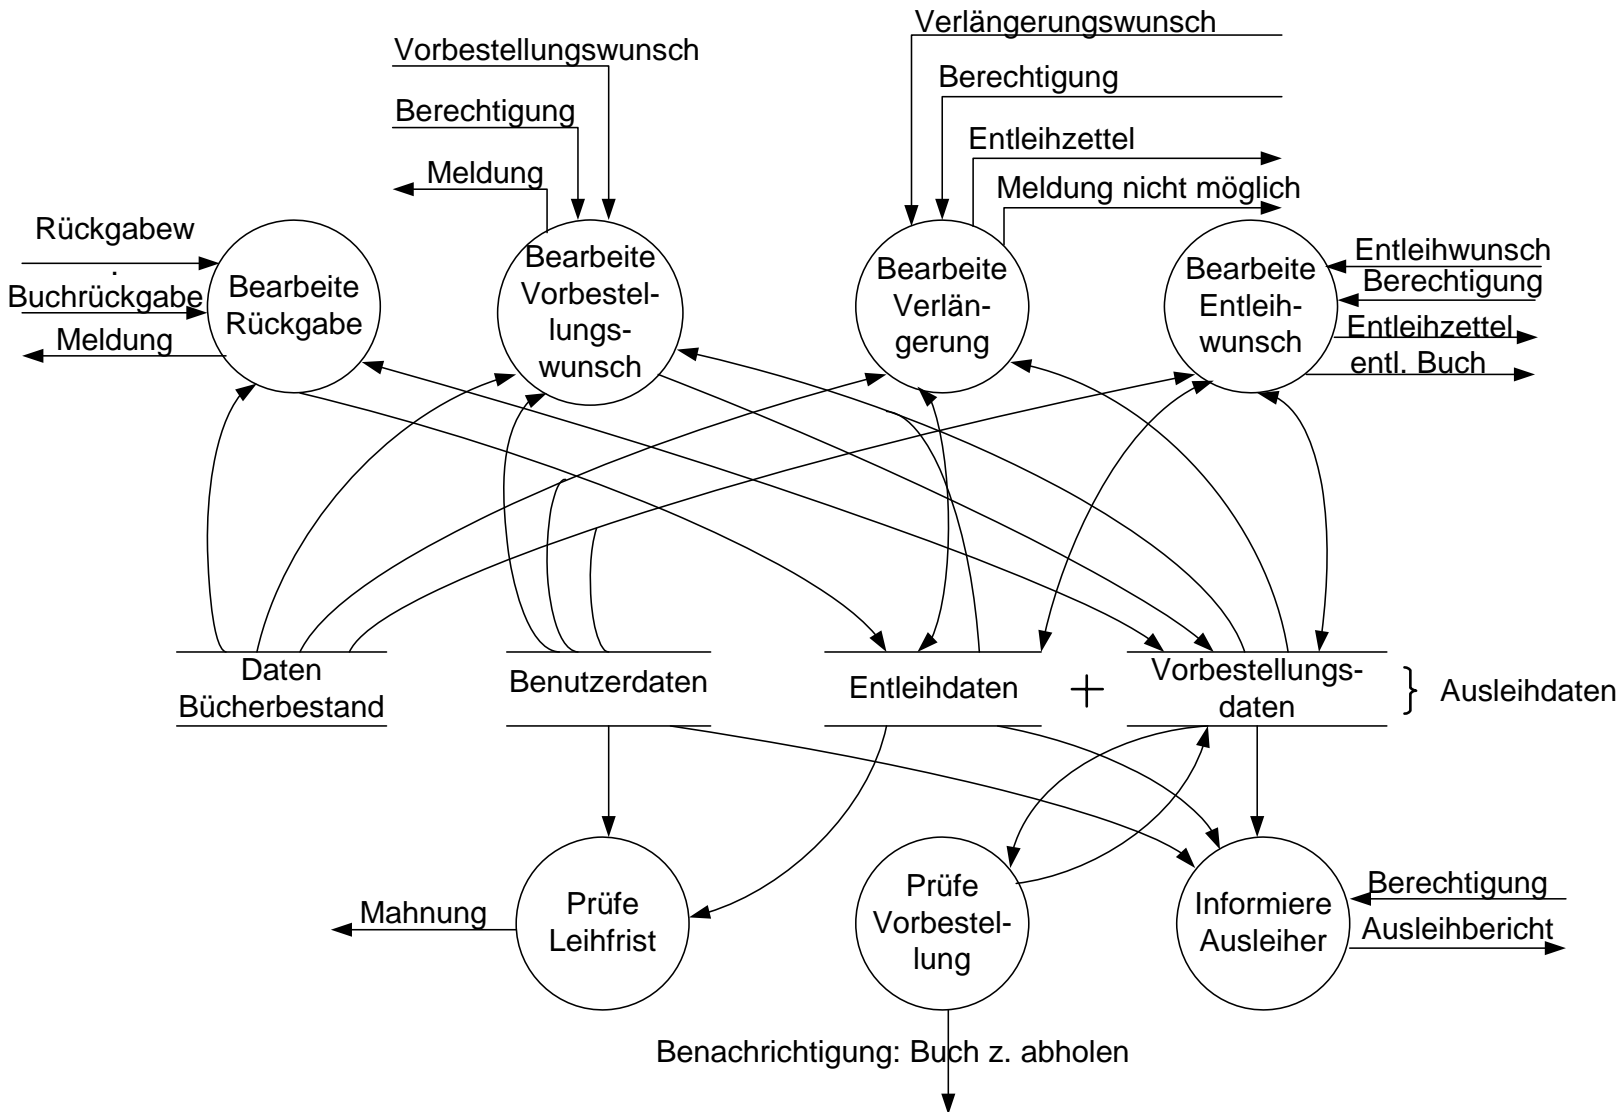 Verlängerungswunsch
Vorbestellungswunsch
Berechtigung
Berechtigung
Entleihzettel
Meldung
Meldung nicht möglich
Rückgabew
.
Buchrückgabe
Meldung
Bearbeite
Rückgabe
Bearbeite
Vorbestel-
lungs-
wunsch
Bearbeite
Verlän-
gerung
Bearbeite
Entleih-
wunsch
Entleihwunsch
Berechtigung
Entleihzettel
entl. Buch
Daten
Bücherbestand
Benutzerdaten
Entleihdaten
+
Vorbestellungs-
daten
} Ausleihdaten
Mahnung
Prüfe
Leihfrist
Prüfe
Vorbestel-
lung
Informiere
Ausleiher
Berechtigung
Ausleihbericht
Benachrichtigung: Buch z. abholen